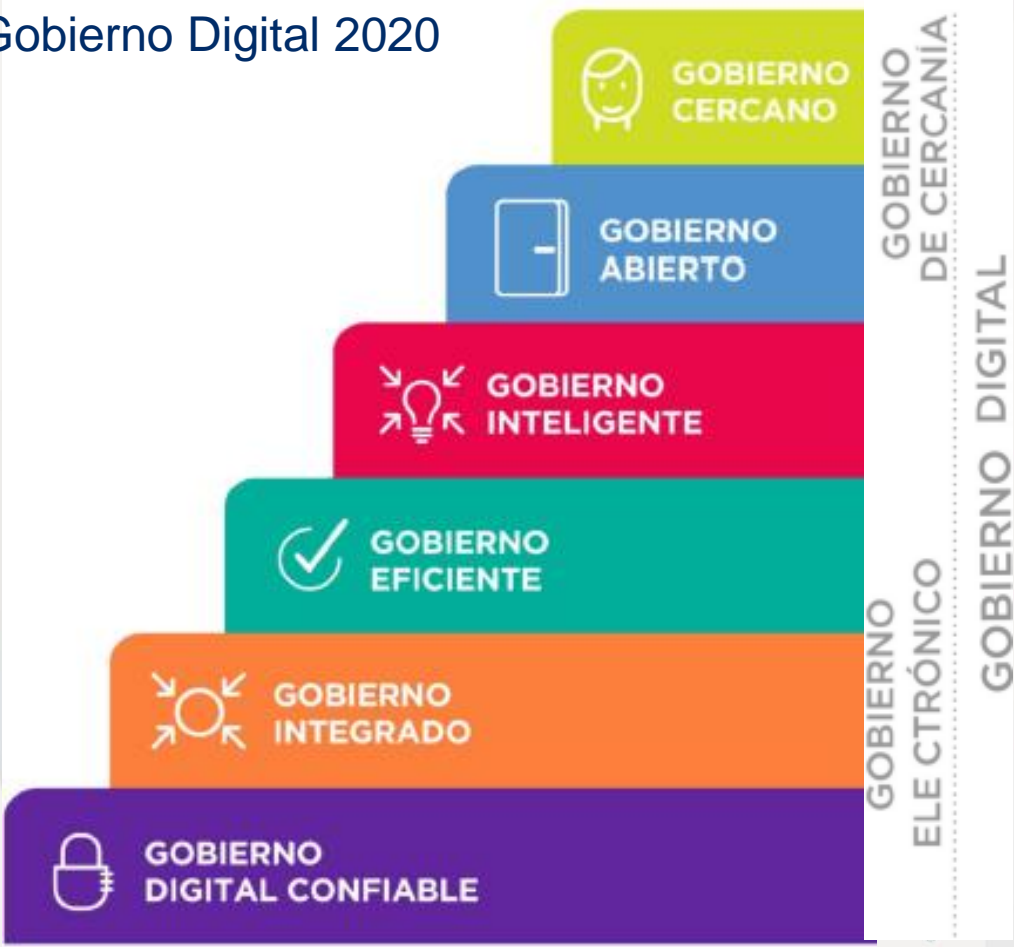 Gobierno Digital 2020
GOBIERNO
CERCANO
GOBIERNO
ABIERTO
GOBIERNO
INTELIGENTE
GOBIERNO
EFICIENTE
GOBIERNO
INTEGRADO
GOBIERNO
DIGITAL CONFIABLE
GOBIERNO
DE CERCANÍA
GOBIERNO
ELE CTRÓNICO
GOBIERNO DIGITAL